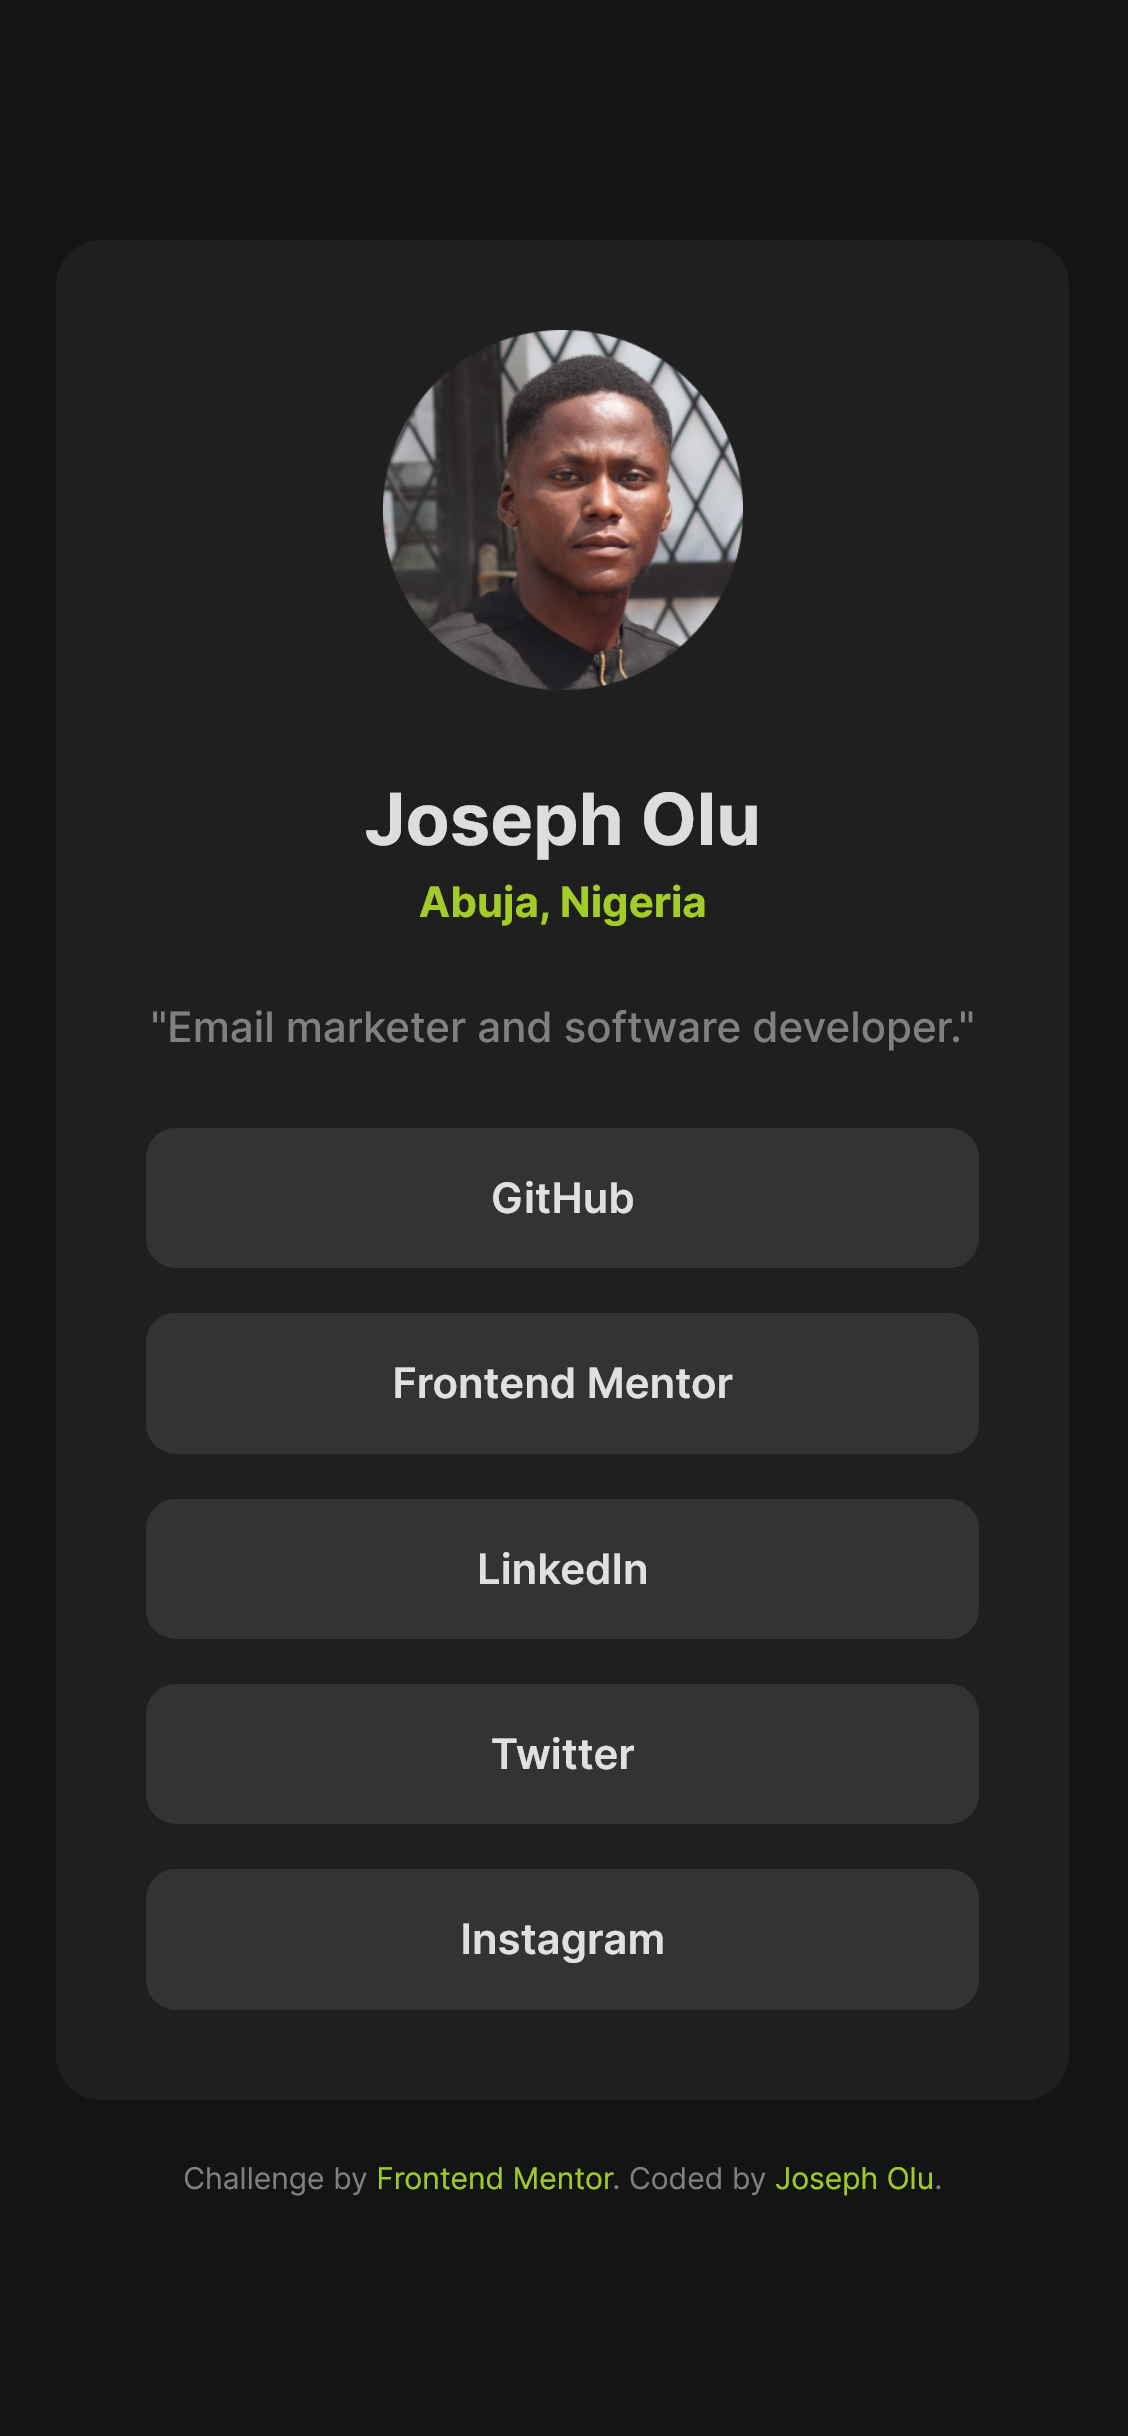 Joseph Olu
Abuja, Nigeria
"Email marketer and software developer."
GitHub
Frontend Mentor
LinkedIn
Twitter
Instagram
Challenge by Frontend Mentor. Coded by Joseph Olu.